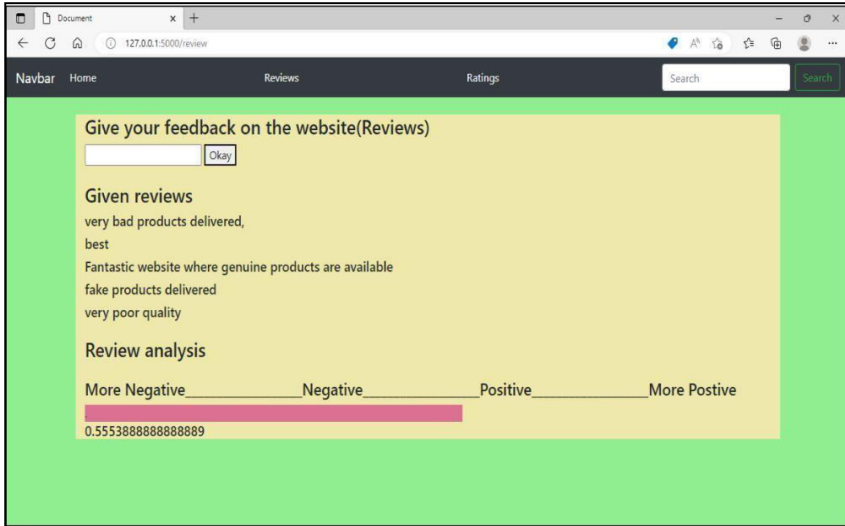 Document
127.0.0.1:5000/review
Navbar Home Reviews Ratings Search Search
Give your feedback on the website(Reviews)
Okay
Given reviews
very bad products delivered,
best
Fantastic website where genuine products are available
fake products delivered
very poor quality
Review analysis
More Negative__________________Negative__________________Positive__________________More Postive
.
0.5553888888888889